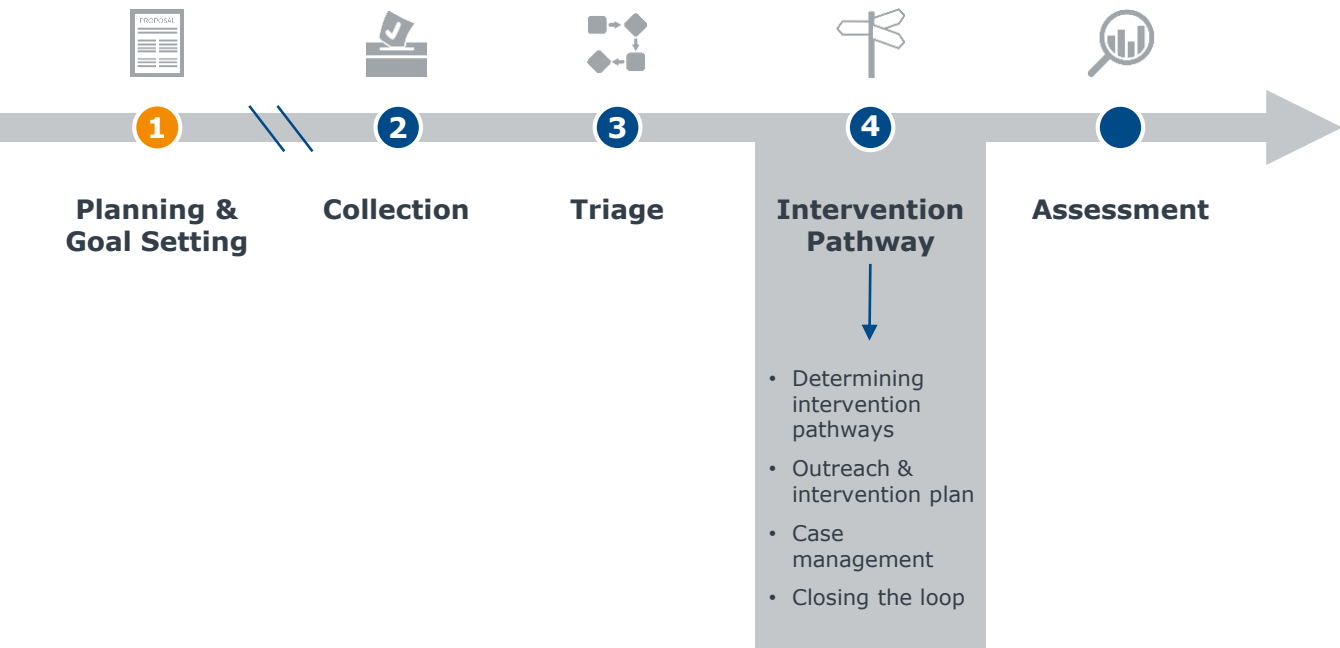 PROPOSAL
1
2
3
4
Planning &
Goal Setting
Collection
Triage
Intervention
Pathway
Assessment
• Determining
intervention
pathways
• Outreach &
intervention plan
• Case
management
• Closing the loop